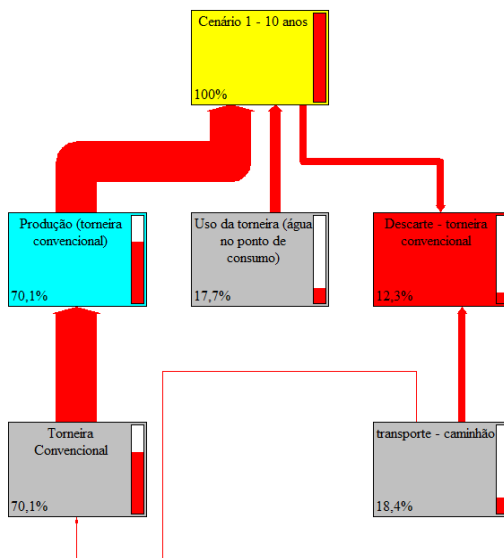 Cenário 1 - 10 anos
100%
Produção (torneira
convencional)
70,1%
Uso da torneira (água
no ponto de
consumo)
17,7%
Descarte - torneira
convencional
12,3%
Torneira
Convencional
70,1%
transporte - caminhão
18,4%